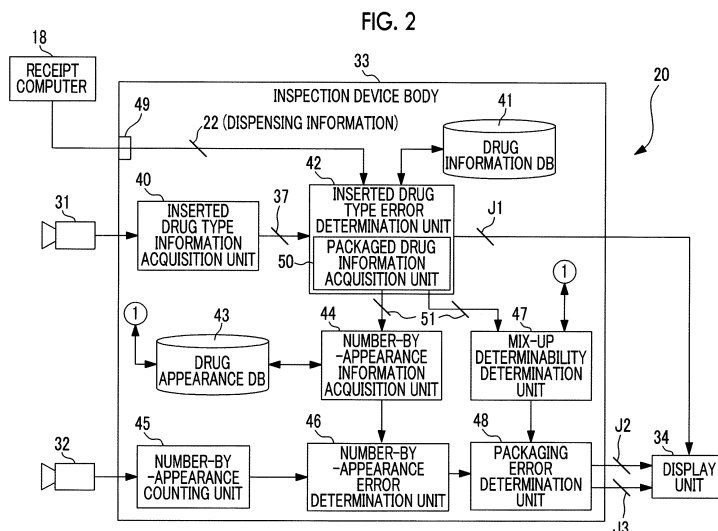 FIG. 2
18
RECEIPT
COMPUTER
33
20
INSPECTION DEVICE BODY
49
22 (DISPENSING INFORMATION)
41
DRUG
INFORMATION DB
31
40
INSERTED
DRUG TYPE
INFORMATION
ACQUISITION UNIT
37
42
INSERTED DRUG
TYPE ERROR
DETERMINATION UNIT
50
PACKAGED DRUG
INFORMATION
ACQUISITION UNIT
J1
51
1
1
43
DRUG
APPEARANCE DB
44
NUMBER-BY
-APPEARANCE
INFORMATION
ACQUISITION UNIT
47
MIX-UP
DETERMINABILITY
DETERMINATION
UNIT
32
45
NUMBER-BY
-APPEARANCE
COUNTING UNIT
46
NUMBER-BY
-APPEARANCE
ERROR
DETERMINATION UNIT
48
PACKAGING
ERROR
DETERMINATION
UNIT
J2
34
DISPLAY
UNIT
J3